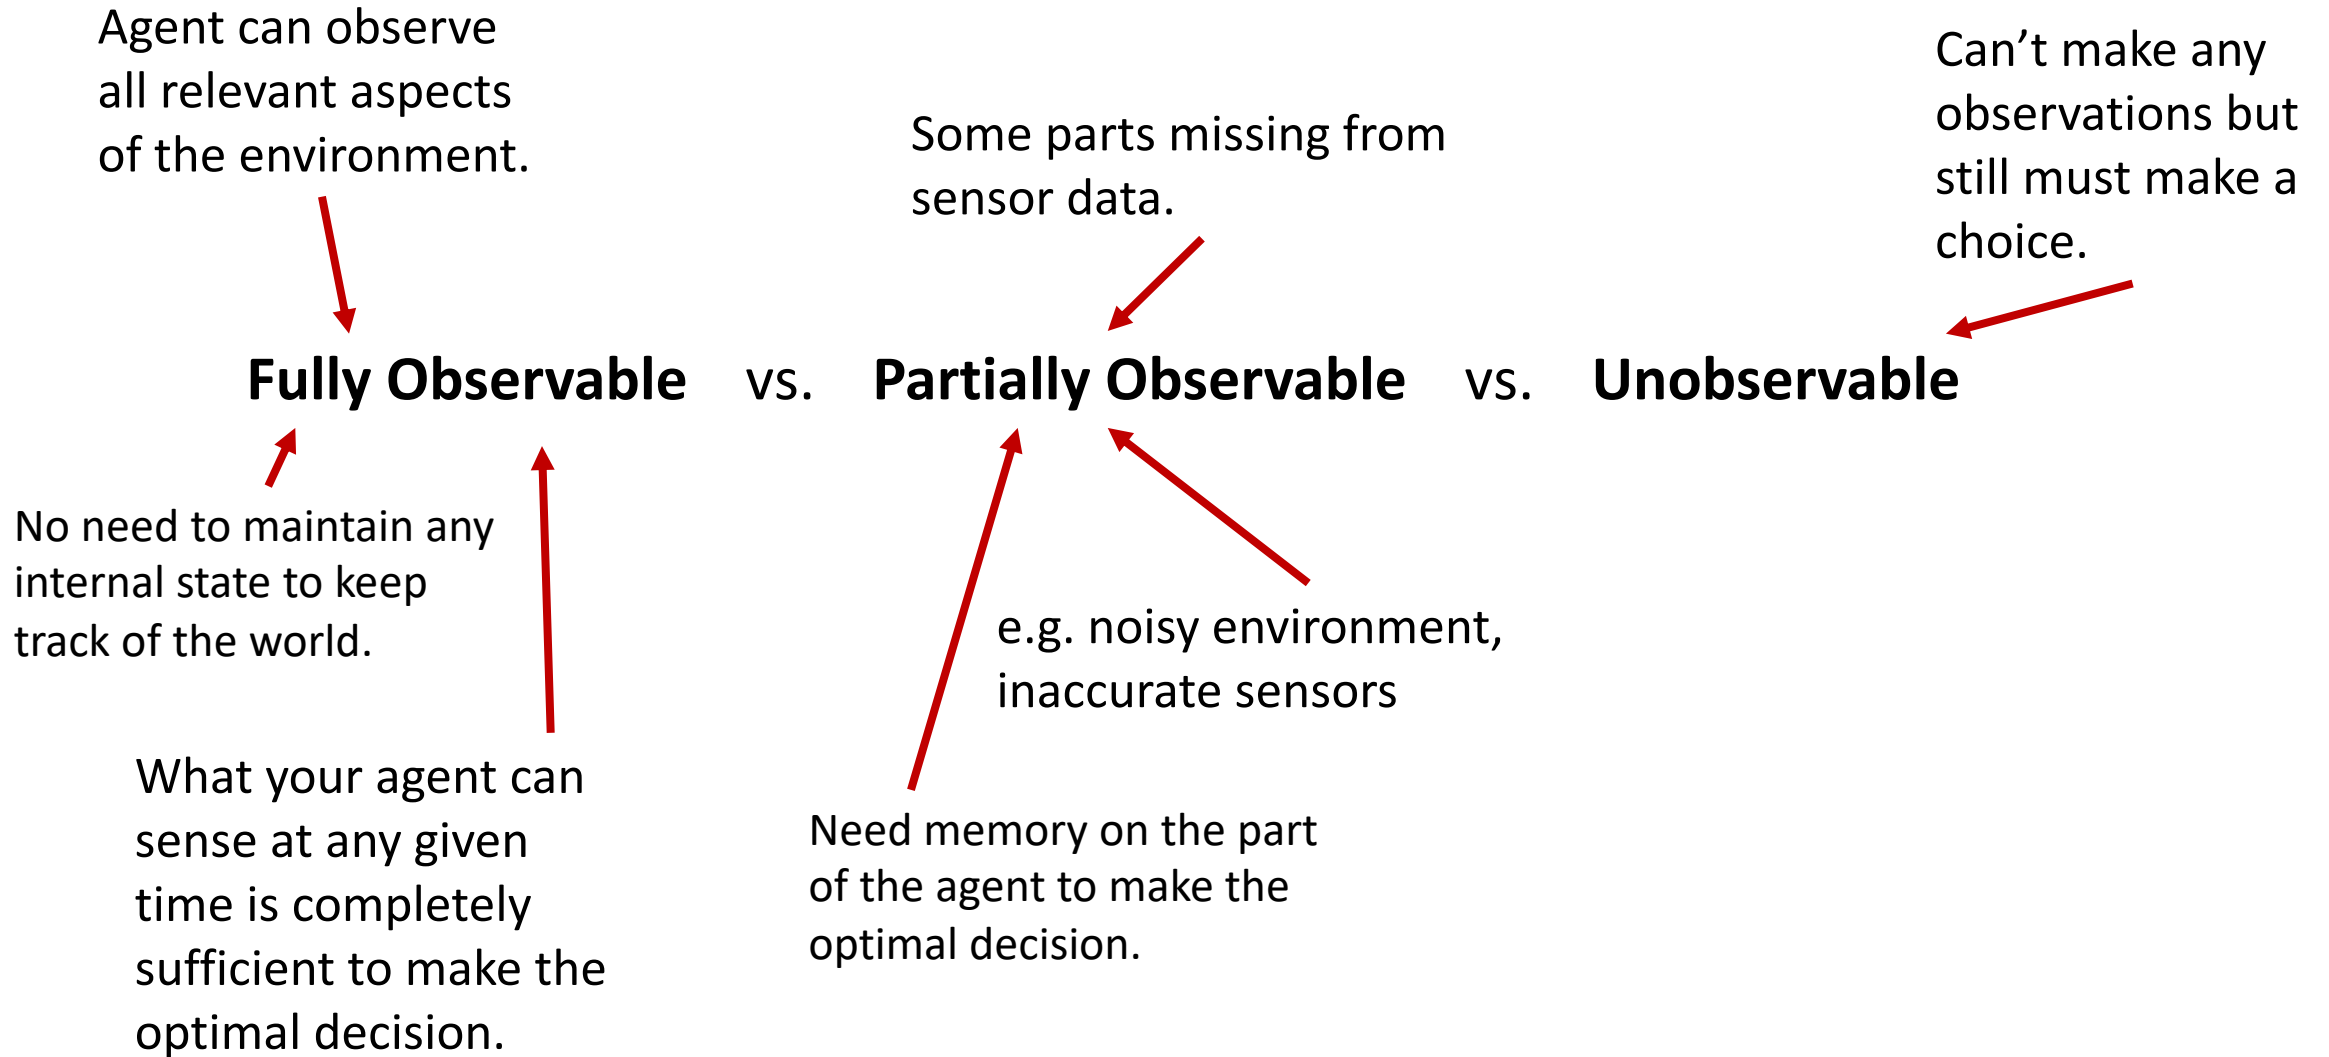 Agent can observe
all relevant aspects
of the environment.
Some parts missing from
sensor data.
Can’t make any
observations but
still must make a
choice.
Fully Observable vs. Partially Observable vs. Unobservable
No need to maintain any
internal state to keep
track of the world.
What your agent can
sense at any given
time is completely
sufficient to make the
optimal decision.
e.g. noisy environment,
inaccurate sensors
Need memory on the part
of the agent to make the
optimal decision.